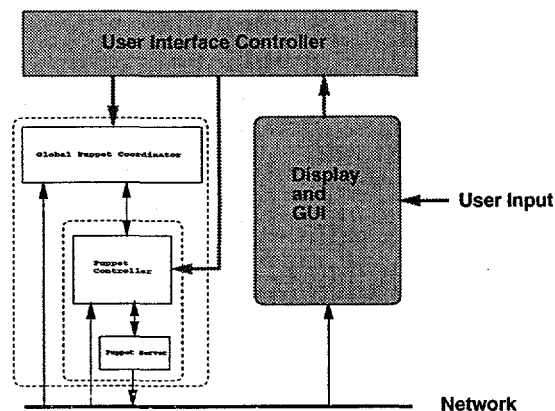 User Interface Controller
Global Puppet Coordinator
Display
and
GUI
User Input
Puppet
Controller
Puppet Server
Network